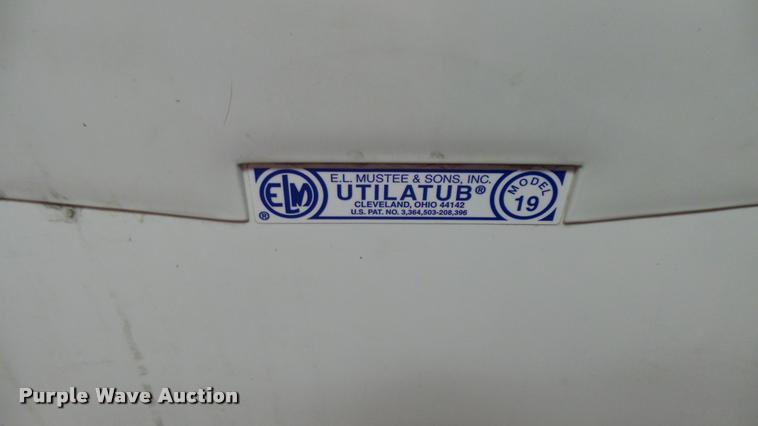 ELM
®
E.L. MUSTEE & SONS, INC.
UTILATUB®
CLEVELAND, OHIO 44142
U.S. PAT. NO. 3,364,503-208,396
MODEL
19
Purple Wave Auction®